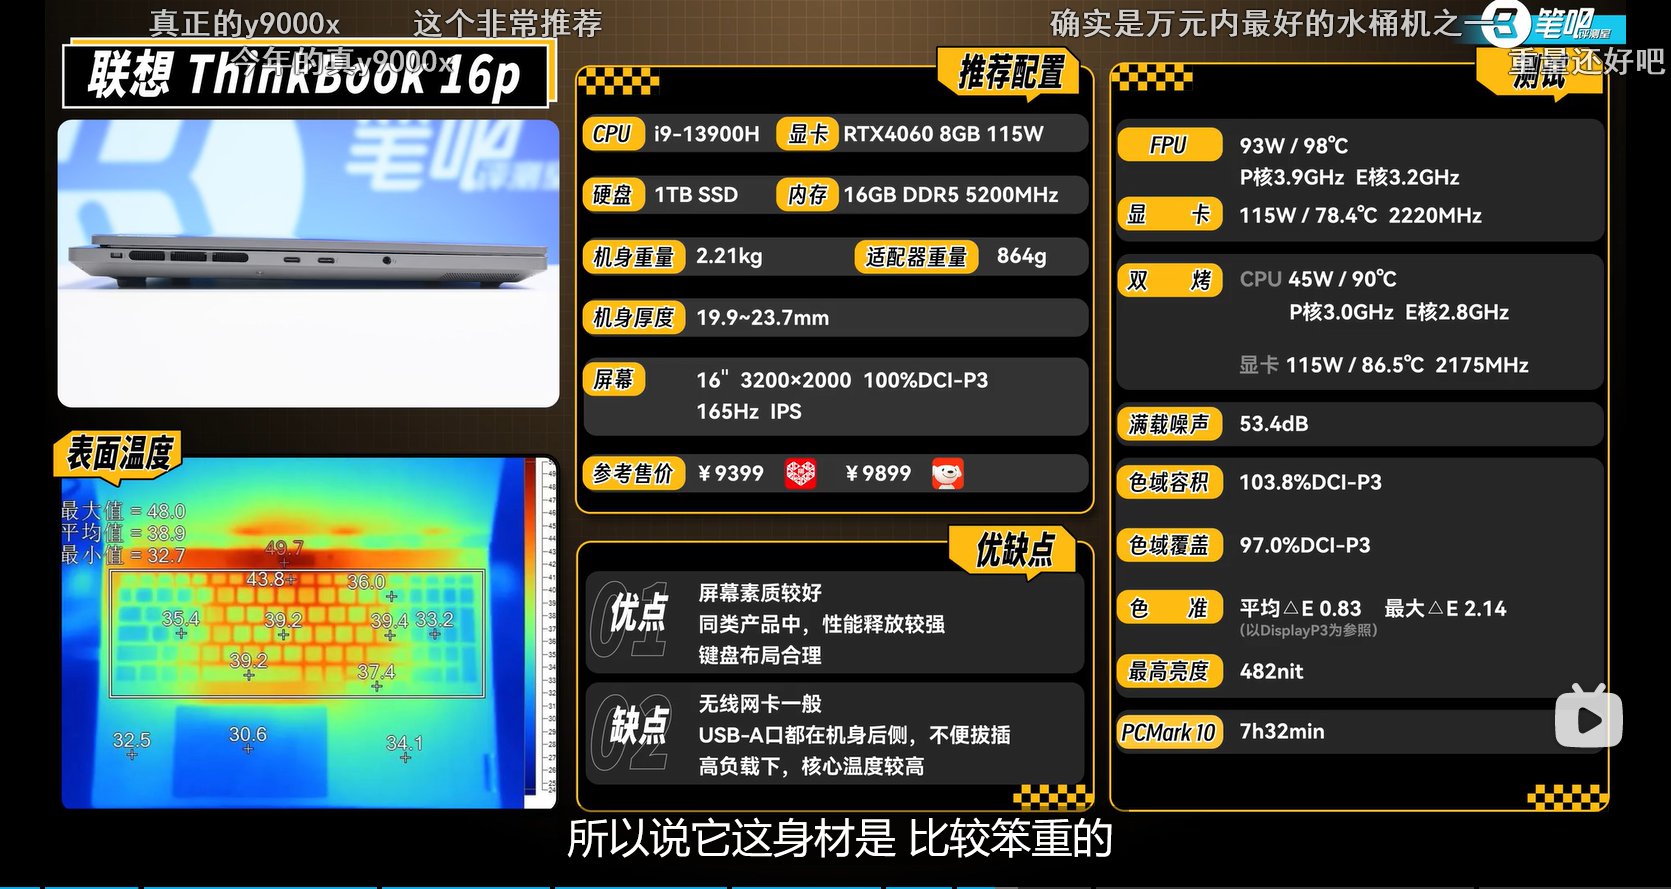 真正的y9000x 这个非常推荐 确实是万元内最好的水桶机之一
笔吧评测室
今年的真y9000x
重量还好吧
联想 ThinkBook 16p
推荐配置
CPU i9-13900H 显卡 RTX4060 8GB 115W
硬盘 1TB SSD 内存 16GB DDR5 5200MHz
机身重量 2.21kg 适配器重量 864g
机身厚度 19.9~23.7mm
屏幕 16" 3200×2000 100%DCI-P3
165Hz IPS
参考售价 ¥9399 ¥9899
优缺点
01 优点
屏幕素质较好
同类产品中，性能释放较强
键盘布局合理
02 缺点
无线网卡一般
USB-A口都在机身后侧，不便拔插
高负载下，核心温度较高
测试
FPU 93W / 98℃
P核3.9GHz E核3.2GHz
显卡 115W / 78.4℃ 2220MHz
双烤 CPU 45W / 90℃
P核3.0GHz E核2.8GHz
显卡 115W / 86.5℃ 2175MHz
满载噪声 53.4dB
色域容积 103.8%DCI-P3
色域覆盖 97.0%DCI-P3
色准 平均△E 0.83 最大△E 2.14
(以DisplayP3为参照)
最高亮度 482nit
PCMark 10 7h32min
笔吧评测室
表面温度
最大值 = 48.0
平均值 = 38.9
最小值 = 32.7
49.7
43.8 36.0
35.4 39.2 39.4 33.2
39.2 37.4
32.5 30.6 34.1
所以说它这身材是 比较笨重的